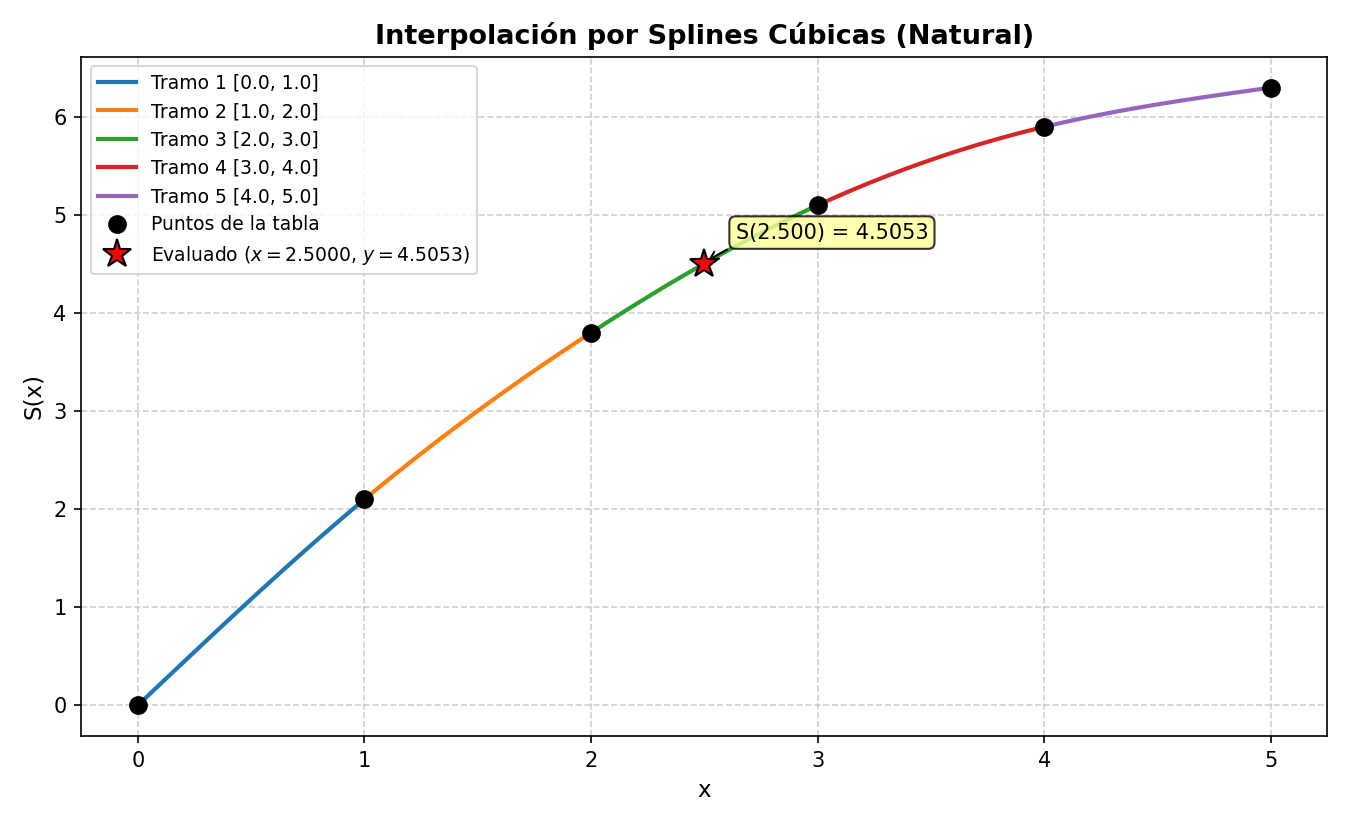 Interpolación por Splines Cúbicas (Natural)
Tramo 1 [0.0, 1.0]
Tramo 2 [1.0, 2.0]
Tramo 3 [2.0, 3.0]
Tramo 4 [3.0, 4.0]
Tramo 5 [4.0, 5.0]
Puntos de la tabla
Evaluado (x = 2.5000, y = 4.5053)
S(2.500) = 4.5053
S(x)
6
5
4
3
2
1
0
0 1 2 3 4 5
x